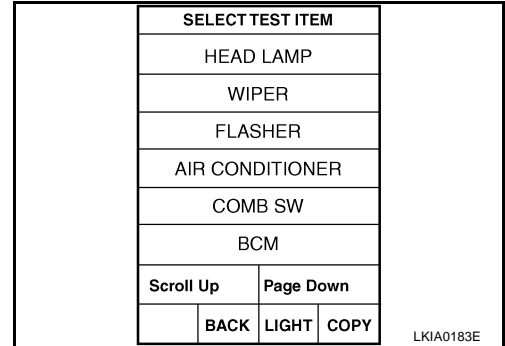 SELECT TEST ITEM
HEAD LAMP
WIPER
FLASHER
AIR CONDITIONER
COMB SW
BCM
Scroll Up Page Down
BACK LIGHT COPY
LKIA0183E